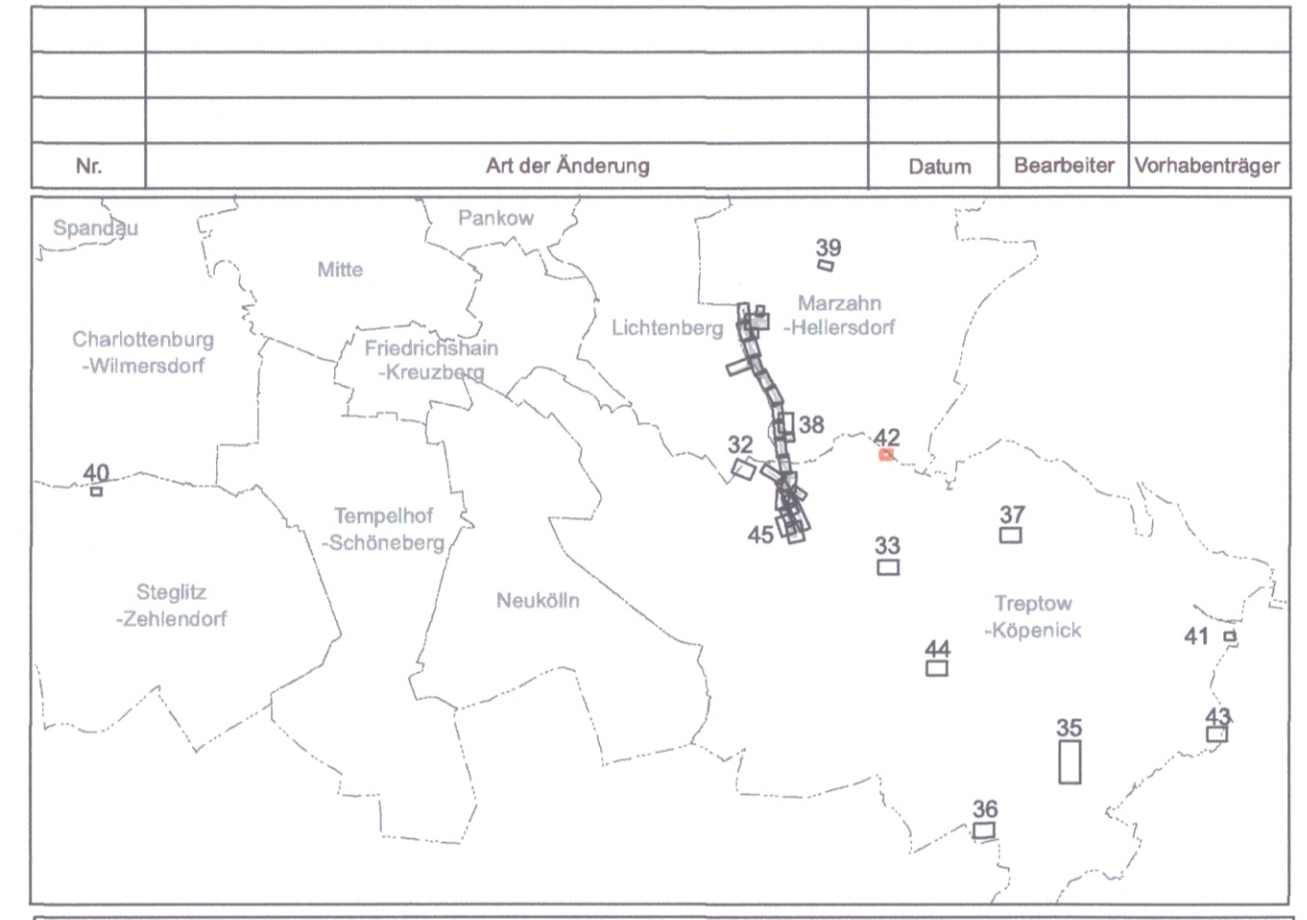 Nr. Art der Änderung Datum Bearbeiter Vorhabenträger
Spandau
Pankow
Mitte
39
Marzahn
-Hellersdorf
Lichtenberg
Charlottenburg
-Wilmersdorf
Friedrichshain
-Kreuzberg
38
32
42
40
37
Tempelhof
-Schöneberg
45
33
Steglitz
-Zehlendorf
Neukölln
Treptow
-Köpenick
41
44
43
35
36